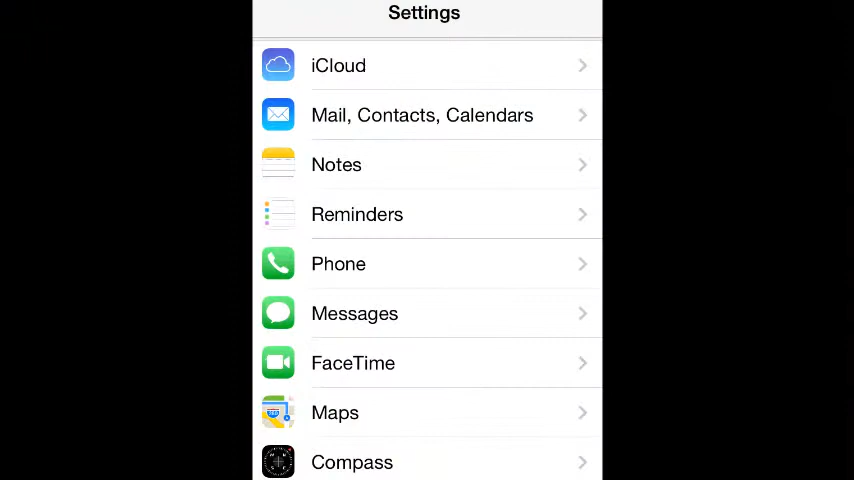 Settings
iCloud
Mail, Contacts, Calendars
Notes
Reminders
Phone
Messages
FaceTime
Maps
Compass